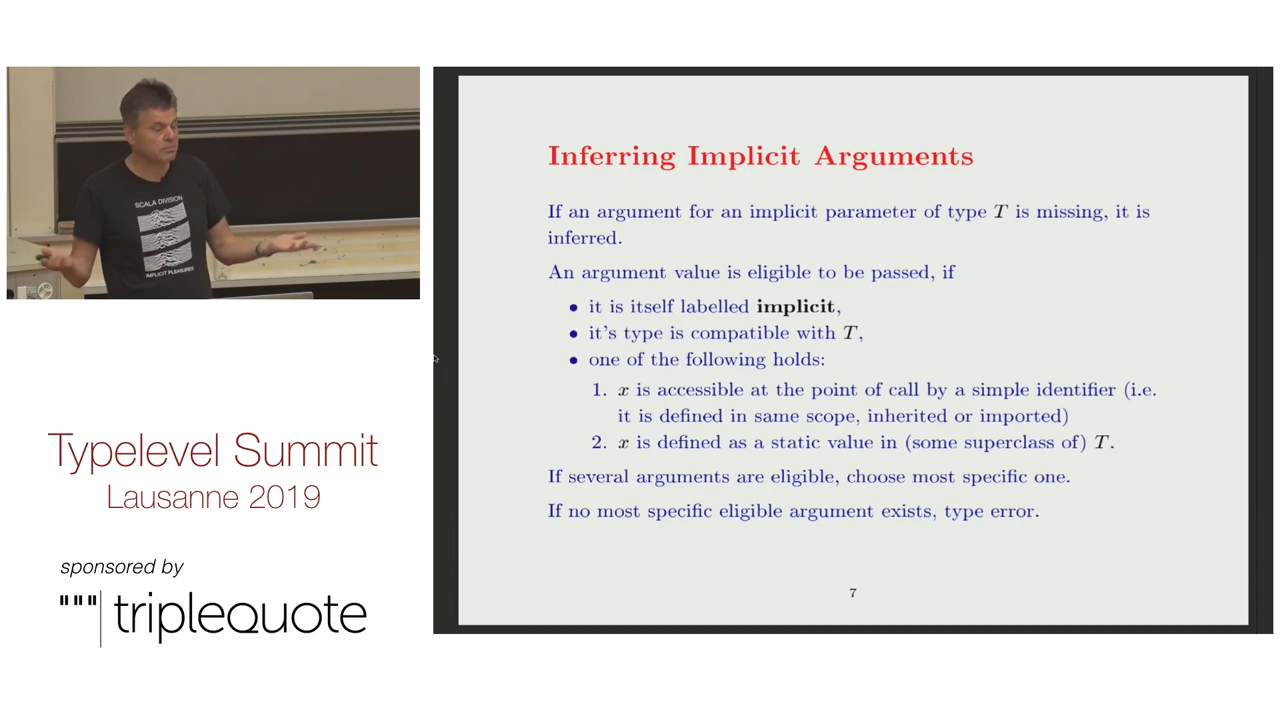 SCALA DIVISION
IMPLICIT PLEASURES
Typelevel Summit
Lausanne 2019
sponsored by
"""|triplequote
Inferring Implicit Arguments
If an argument for an implicit parameter of type T is missing, it is
inferred.
An argument value is eligible to be passed, if
• it is itself labelled implicit,
• it's type is compatible with T,
• one of the following holds:
1. x is accessible at the point of call by a simple identifier (i.e.
it is defined in same scope, inherited or imported)
2. x is defined as a static value in (some superclass of) T.
If several arguments are eligible, choose most specific one.
If no most specific eligible argument exists, type error.
7